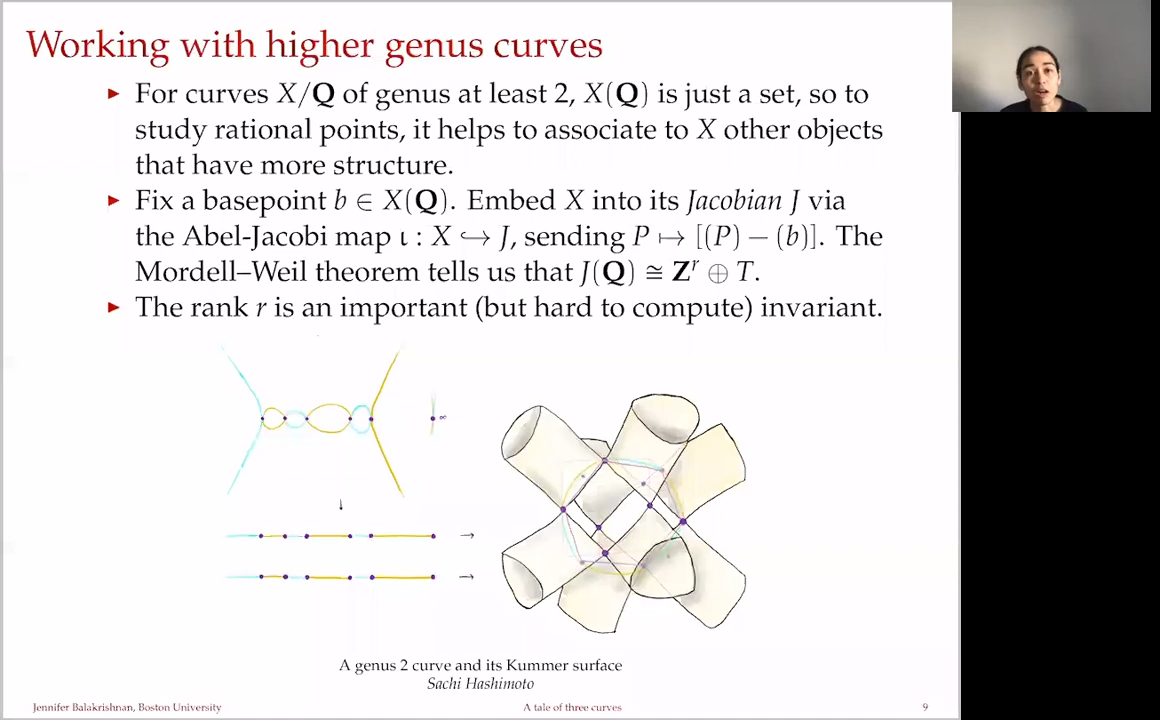 Working with higher genus curves
▶ For curves X/Q of genus at least 2, X(Q) is just a set, so to
study rational points, it helps to associate to X other objects
that have more structure.
▶ Fix a basepoint b ∈ X(Q). Embed X into its Jacobian J via
the Abel-Jacobi map ι : X ↪ J, sending P ↦ [(P) − (b)]. The
Mordell–Weil theorem tells us that J(Q) ≅ Zʳ ⊕ T.
▶ The rank r is an important (but hard to compute) invariant.
∞
A genus 2 curve and its Kummer surface
Sachi Hashimoto
Jennifer Balakrishnan, Boston University
A tale of three curves
9